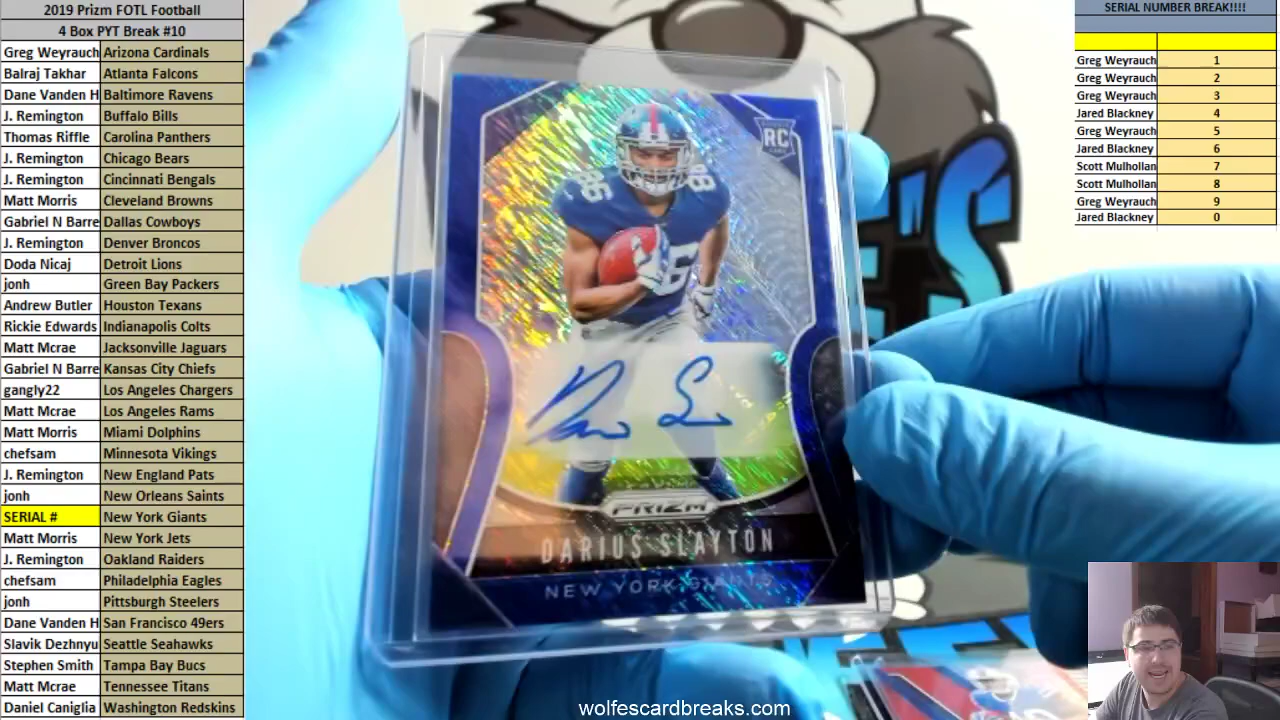 2019 Prizm FOTL Football
4 Box PYT Break #10
Greg Weyrauch Arizona Cardinals
Balraj Takhar Atlanta Falcons
Dane Vanden H Baltimore Ravens
J. Remington Buffalo Bills
Thomas Riffle Carolina Panthers
J. Remington Chicago Bears
J. Remington Cincinnati Bengals
Matt Morris Cleveland Browns
Gabriel N Barre Dallas Cowboys
J. Remington Denver Broncos
Doda Nicaj Detroit Lions
jonh Green Bay Packers
Andrew Butler Houston Texans
Rickie Edwards Indianapolis Colts
Matt Mcrae Jacksonville Jaguars
Gabriel N Barre Kansas City Chiefs
gangly22 Los Angeles Chargers
Matt Mcrae Los Angeles Rams
Matt Morris Miami Dolphins
chefsam Minnesota Vikings
J. Remington New England Pats
jonh New Orleans Saints
SERIAL # New York Giants
Matt Morris New York Jets
J. Remington Oakland Raiders
chefsam Philadelphia Eagles
jonh Pittsburgh Steelers
Dane Vanden H San Francisco 49ers
Slavik Dezhnyu Seattle Seahawks
Stephen Smith Tampa Bay Bucs
Matt Mcrae Tennessee Titans
Daniel Caniglia Washington Redskins
RC
86
86
86
PRIZM
DARIUS SLAYTON
NEW YORK GIANTS
E'S
SERIAL NUMBER BREAK!!!!
Greg Weyrauch 1
Greg Weyrauch 2
Greg Weyrauch 3
Jared Blackney 4
Greg Weyrauch 5
Jared Blackney 6
Scott Mulhollan 7
Scott Mulhollan 8
Greg Weyrauch 9
Jared Blackney 0
wolfescardbreaks.com